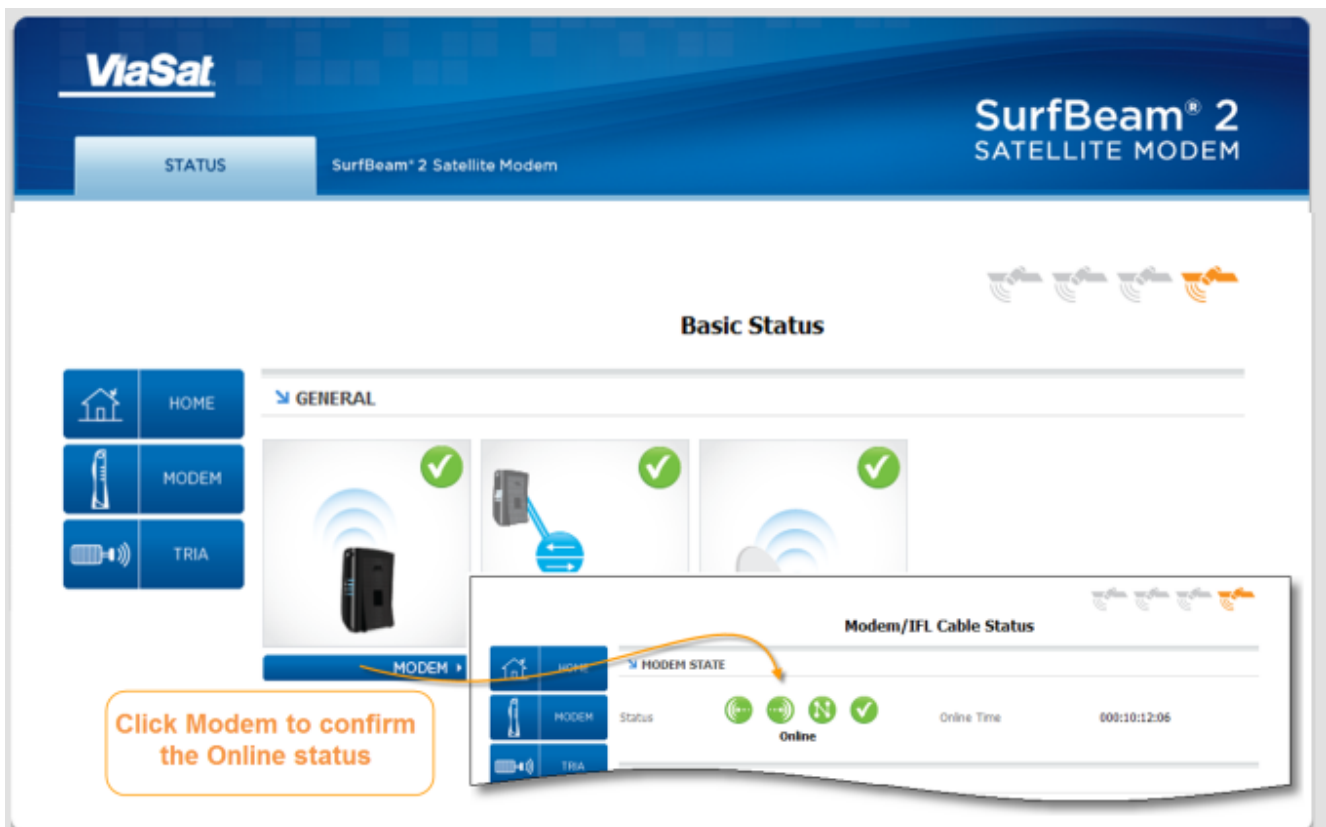 ViaSat
SurfBeam® 2
SATELLITE MODEM
STATUS
SurfBeam® 2 Satellite Modem
Basic Status
HOME
MODEM
TRIA
GENERAL
MODEM
Click Modem to confirm
the Online status
Modem/IFL Cable Status
HOME
MODEM
TRIA
MODEM STATE
Status
Online
Online Time
000:10:12:06